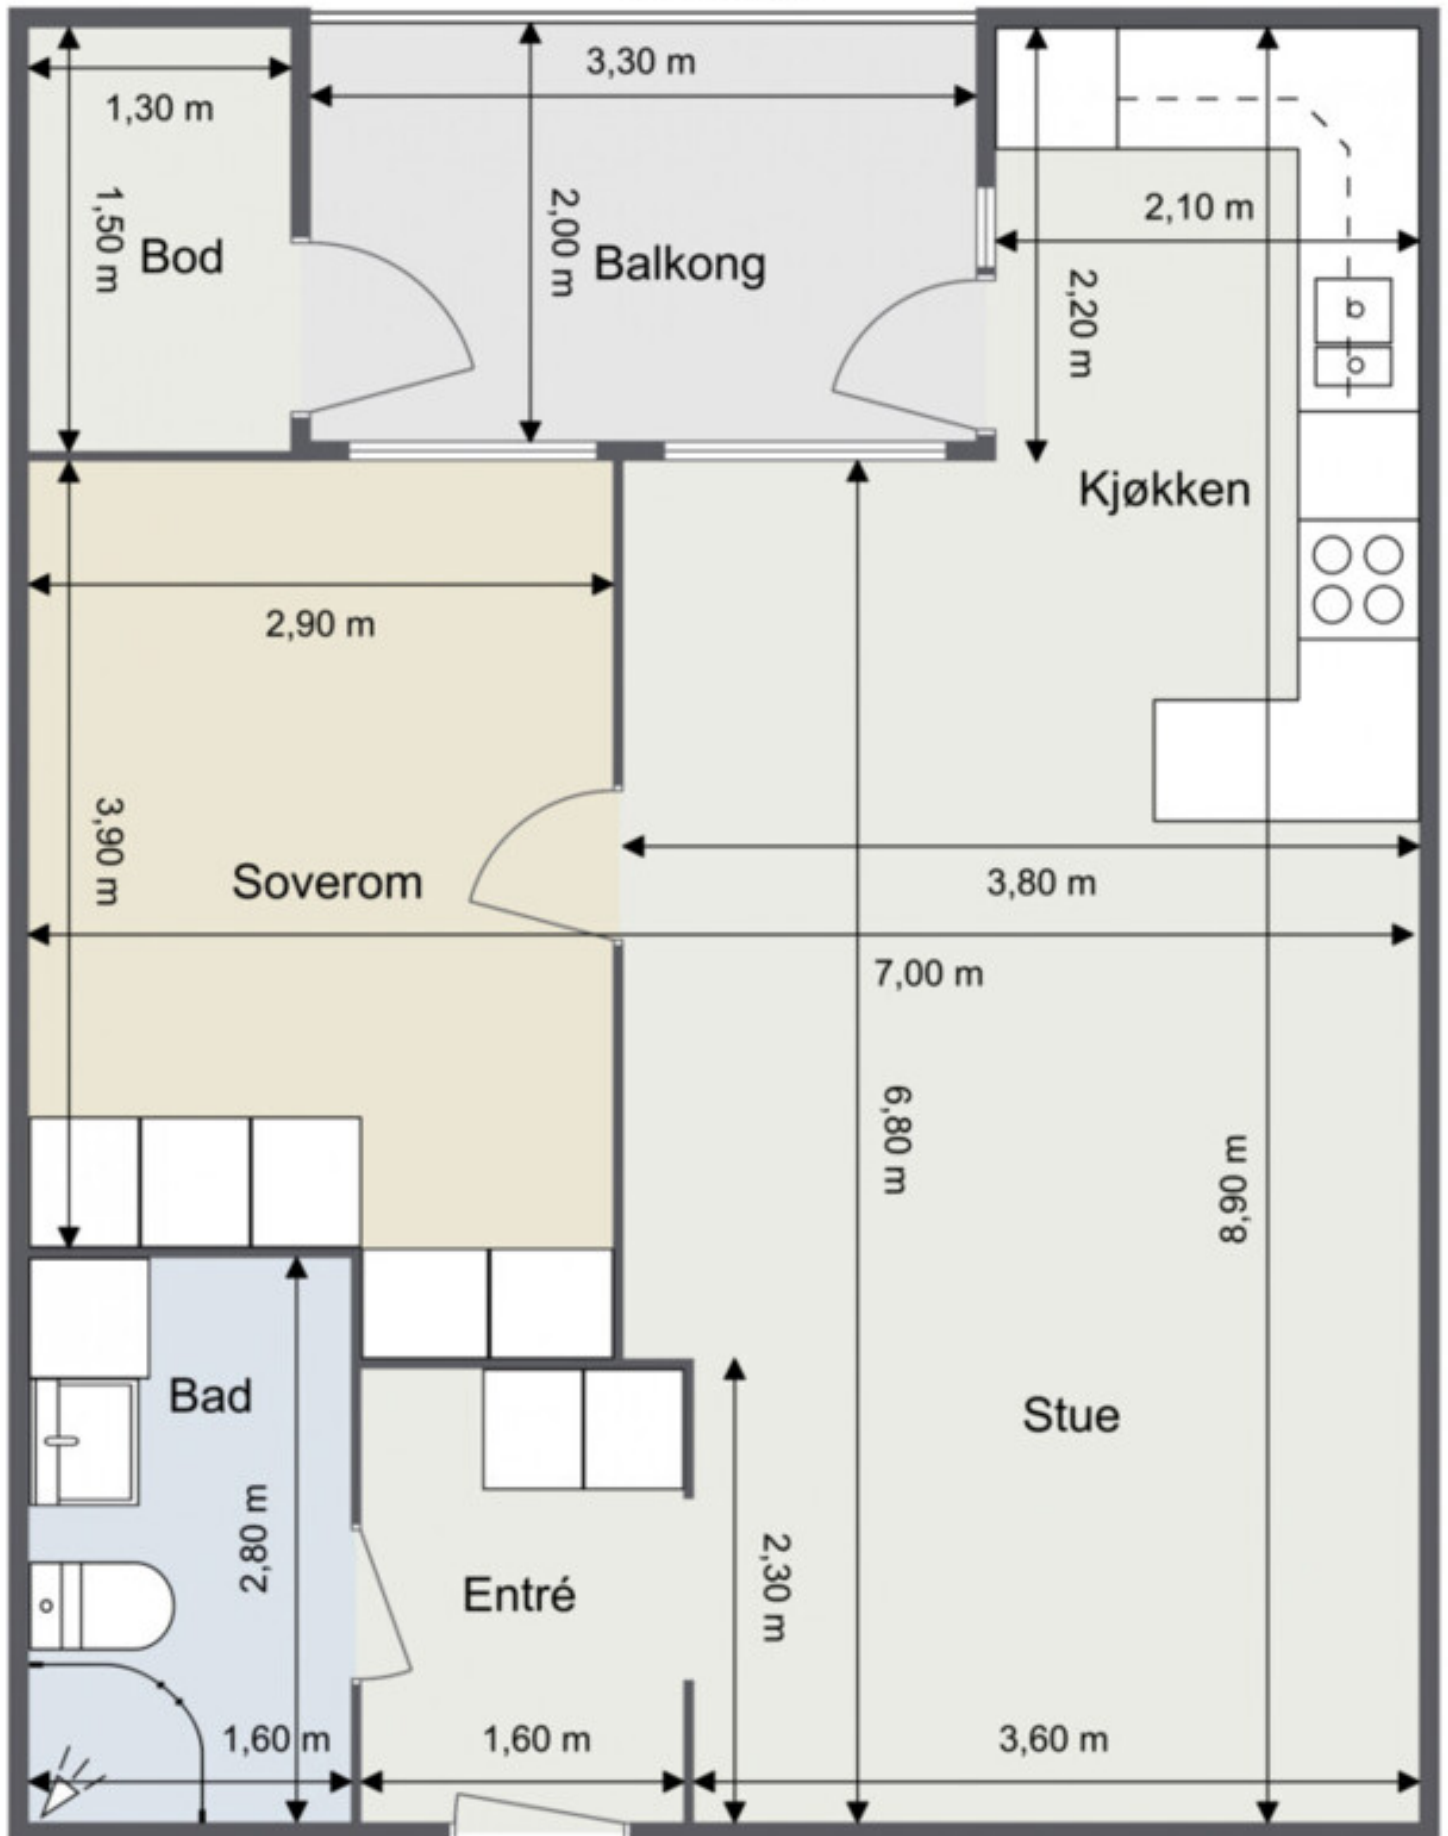 3,30 m
1,30 m
1,50 m
Bod
2,00 m
Balkong
2,10 m
2,20 m
Kjøkken
2,90 m
3,90 m
Soverom
3,80 m
7,00 m
6,80 m
8,90 m
Bad
Stue
2,80 m
Entré
2,30 m
1,60 m
1,60 m
3,60 m